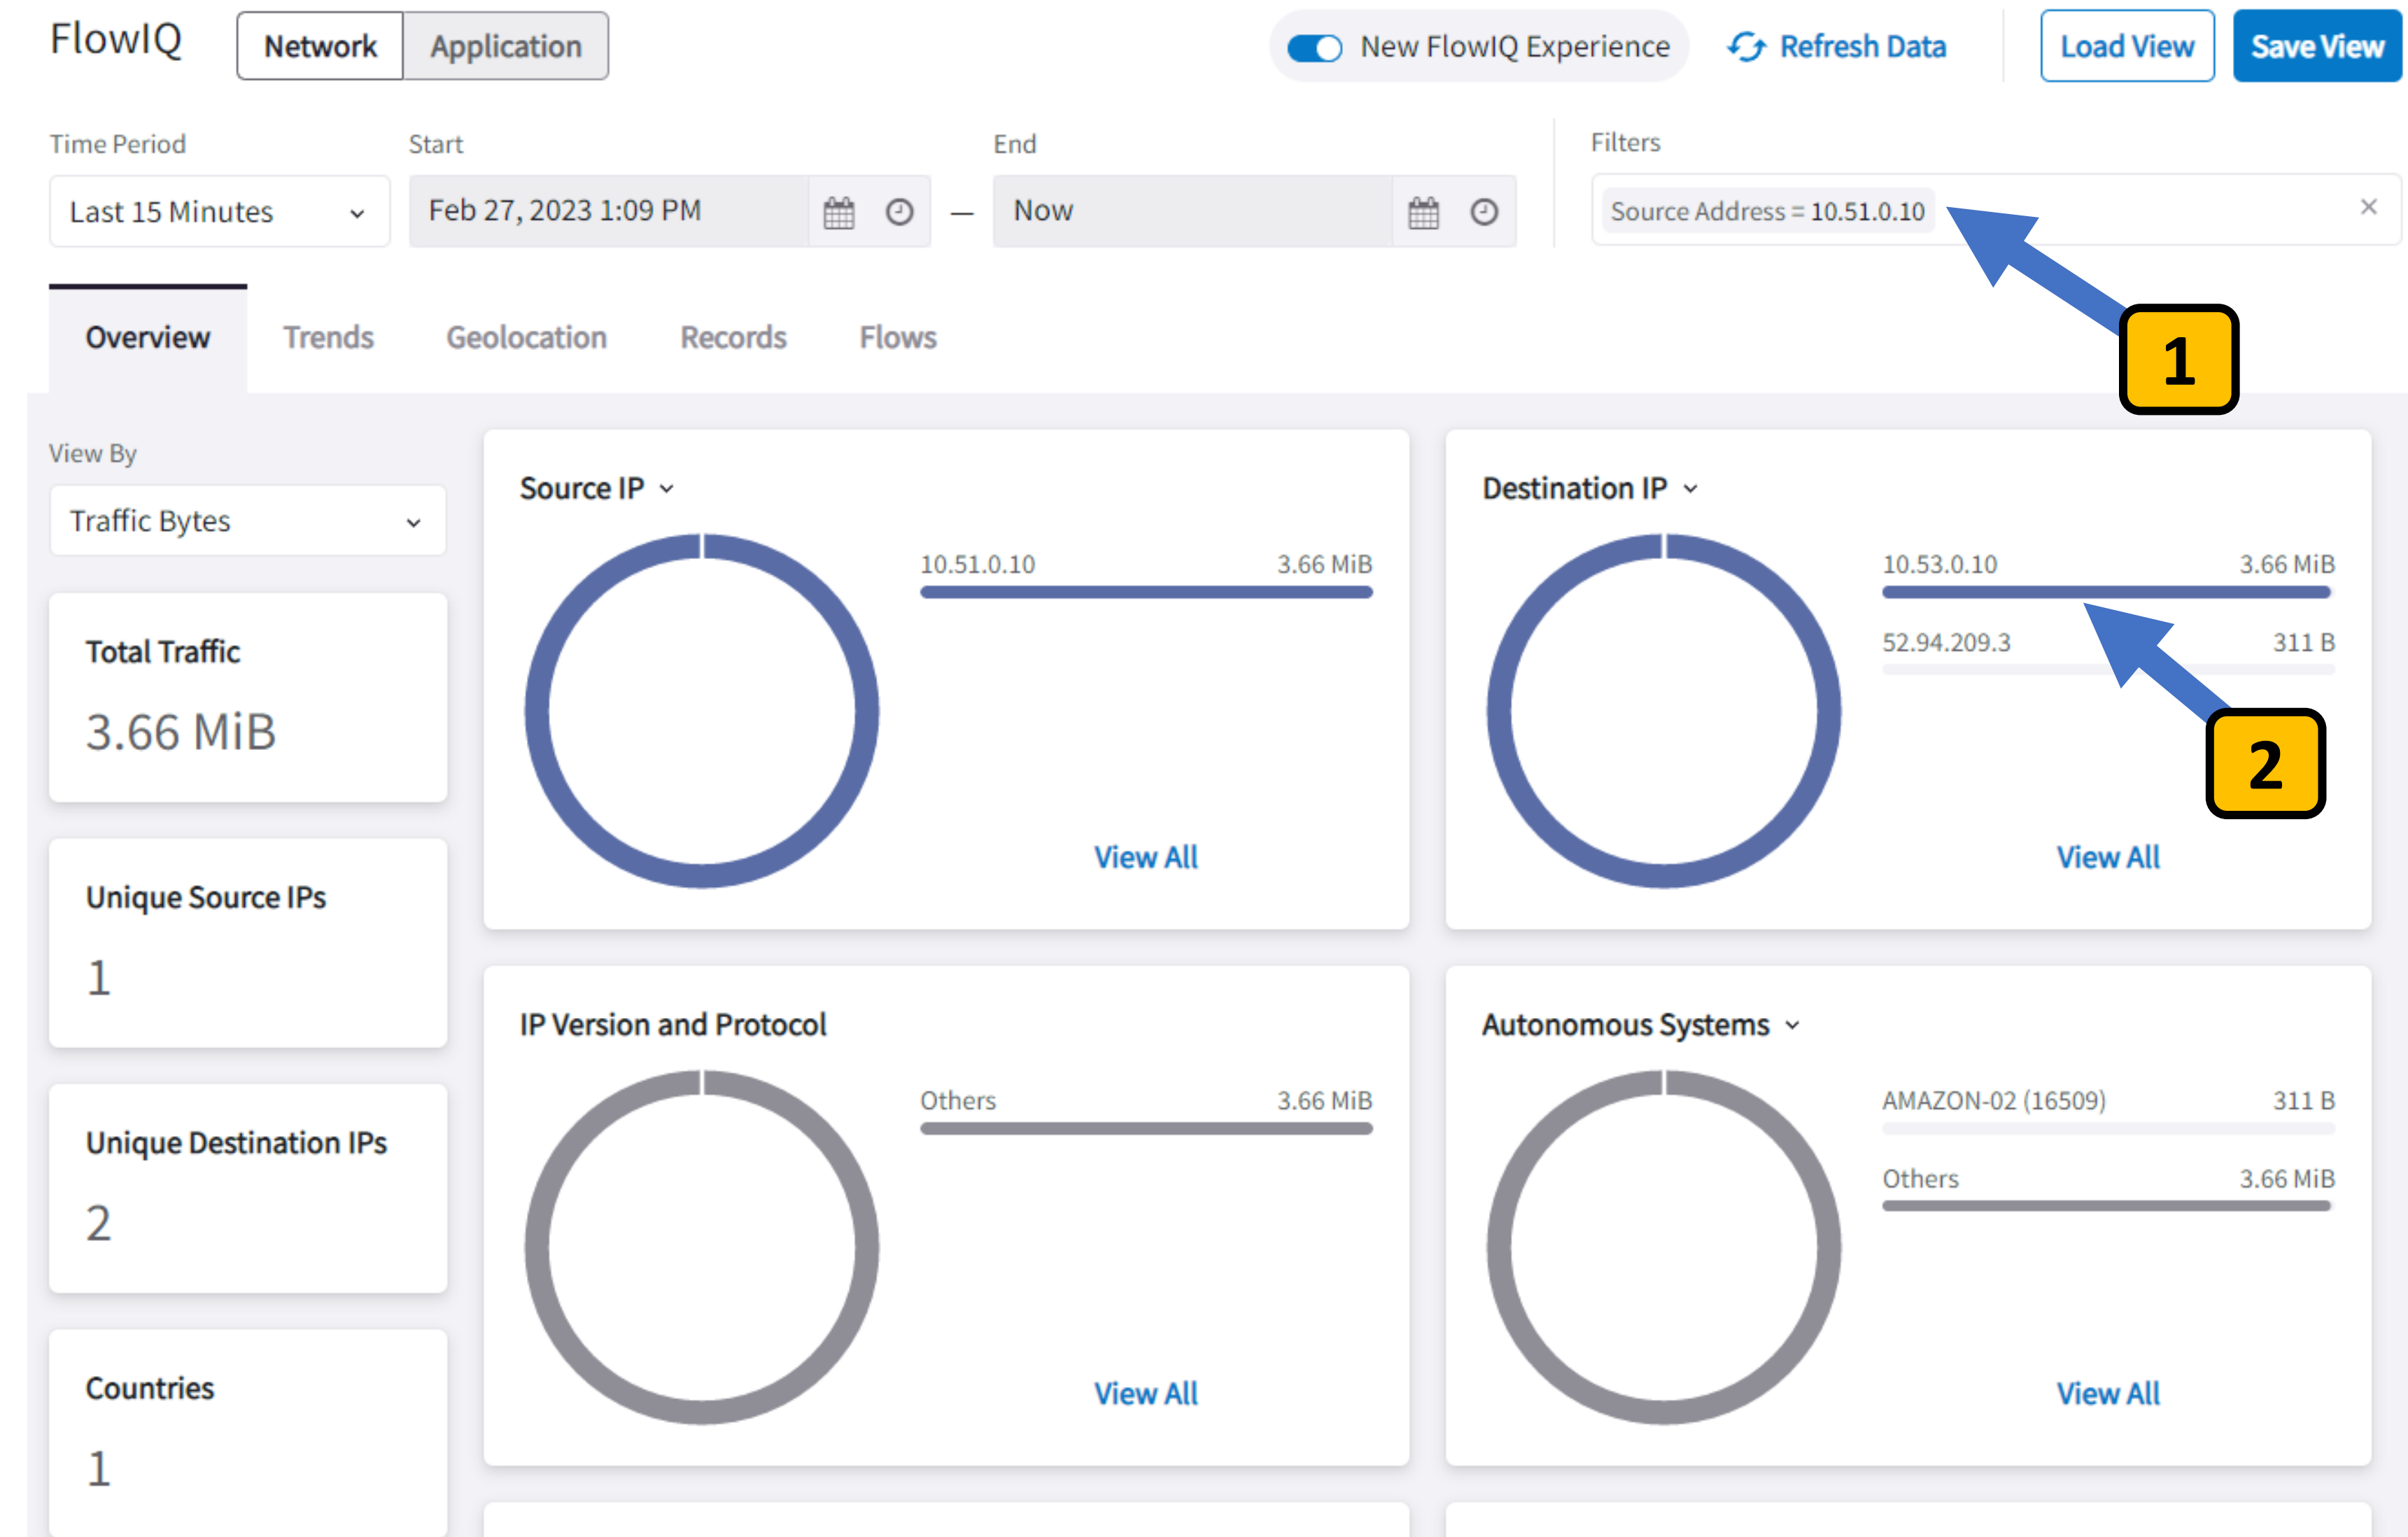 FlowIQ
Network
Application
New FlowIQ Experience
Refresh Data
Load View
Save View
Time Period
Start
End
Filters
Last 15 Minutes
Feb 27, 2023 1:09 PM
—
Now
Source Address = 10.51.0.10
1
Overview
Trends
Geolocation
Records
Flows
View By
Traffic Bytes
Total Traffic
3.66 MiB
Unique Source IPs
1
Unique Destination IPs
2
Countries
1
Source IP
10.51.0.10 3.66 MiB
View All
Destination IP
10.53.0.10 3.66 MiB
52.94.209.3 311 B
2
View All
IP Version and Protocol
Others 3.66 MiB
View All
Autonomous Systems
AMAZON-02 (16509) 311 B
Others 3.66 MiB
View All